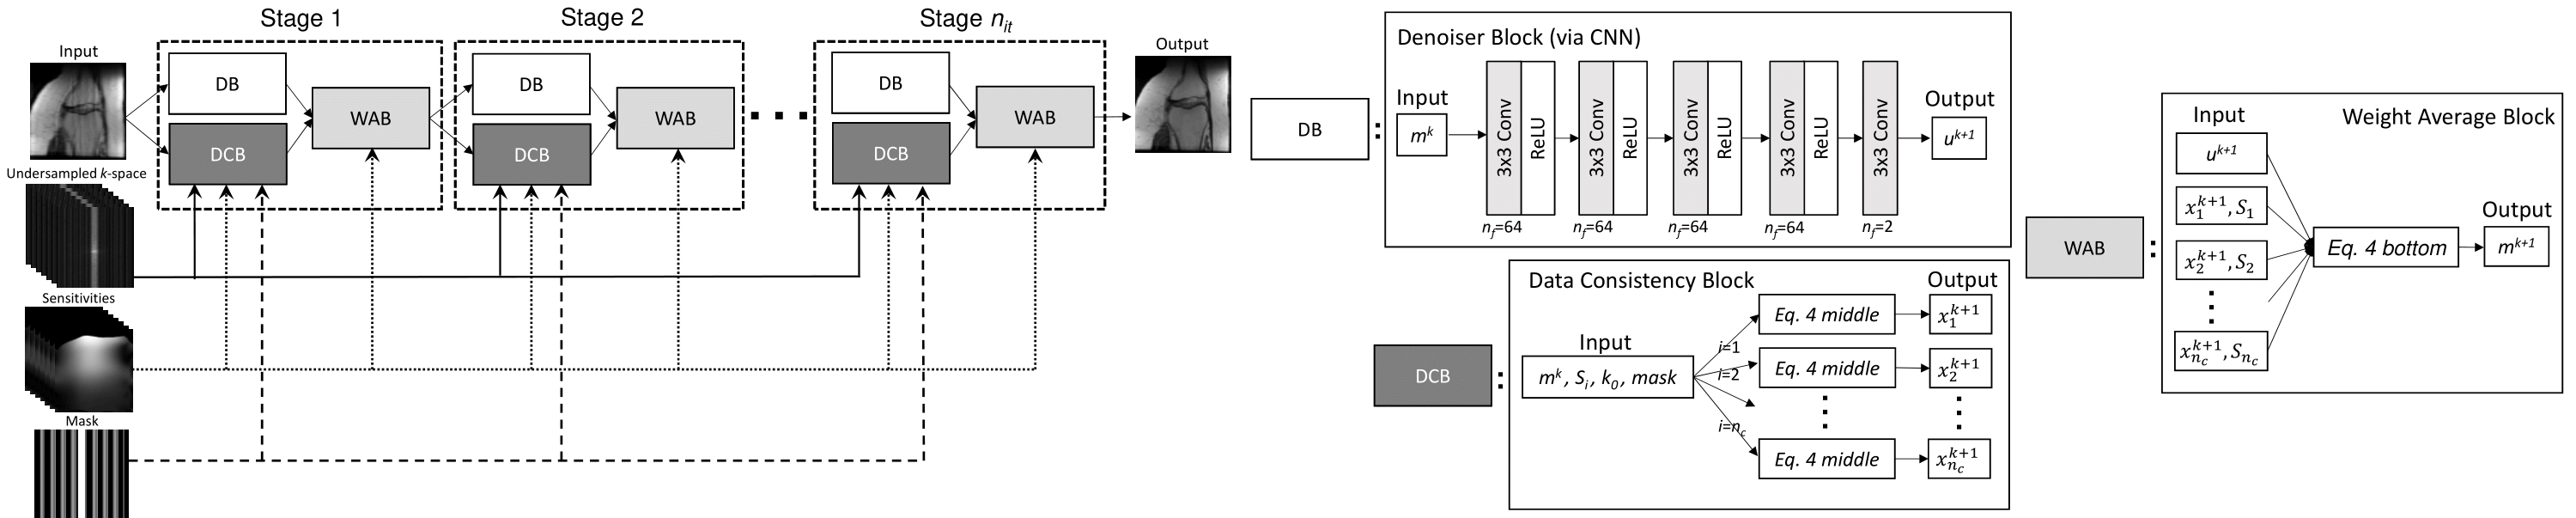 Stage 1
Stage 2
Stage n_it
Input
DB
DCB
WAB
DB
DCB
WAB
DB
DCB
WAB
Output
Undersampled k-space
Sensitivities
Mask
DB
:
Denoiser Block (via CNN)
Input
m^k
3x3 Conv
ReLU
3x3 Conv
ReLU
3x3 Conv
ReLU
3x3 Conv
ReLU
3x3 Conv
Output
u^{k+1}
n_f=64
n_f=64
n_f=64
n_f=64
n_f=2
DCB
:
Data Consistency Block
Input
m^k, S_i, k_0, mask
i=1
i=2
i=n_c
Eq. 4 middle
Eq. 4 middle
Eq. 4 middle
Output
x_1^{k+1}
x_2^{k+1}
x_{n_c}^{k+1}
WAB
:
Weight Average Block
Input
u^{k+1}
x_1^{k+1}, S_1
x_2^{k+1}, S_2
x_{n_c}^{k+1}, S_{n_c}
Eq. 4 bottom
Output
m^{k+1}